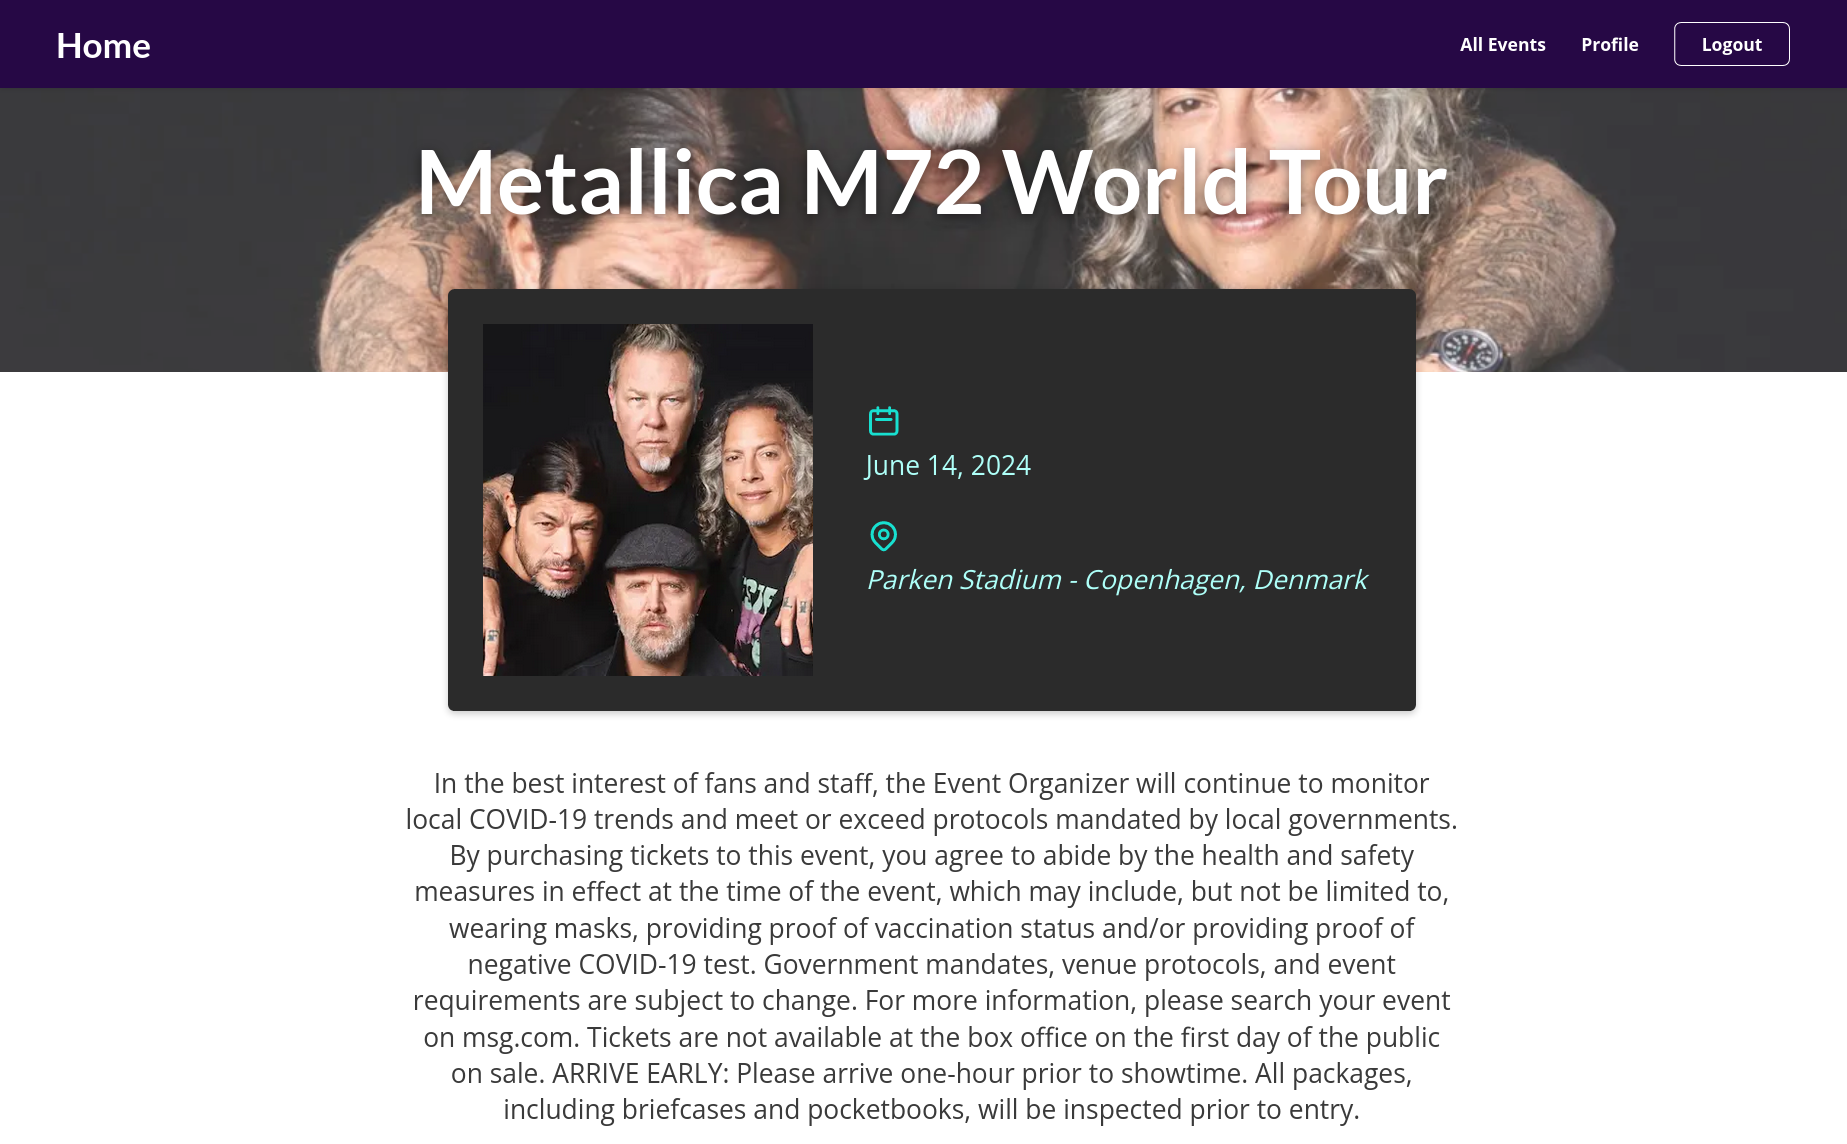 Home
All Events
Profile
Logout
Metallica M72 World Tour
June 14, 2024
Parken Stadium - Copenhagen, Denmark
In the best interest of fans and staff, the Event Organizer will continue to monitor
local COVID-19 trends and meet or exceed protocols mandated by local governments.
By purchasing tickets to this event, you agree to abide by the health and safety
measures in effect at the time of the event, which may include, but not be limited to,
wearing masks, providing proof of vaccination status and/or providing proof of
negative COVID-19 test. Government mandates, venue protocols, and event
requirements are subject to change. For more information, please search your event
on msg.com. Tickets are not available at the box office on the first day of the public
on sale. ARRIVE EARLY: Please arrive one-hour prior to showtime. All packages,
including briefcases and pocketbooks, will be inspected prior to entry.